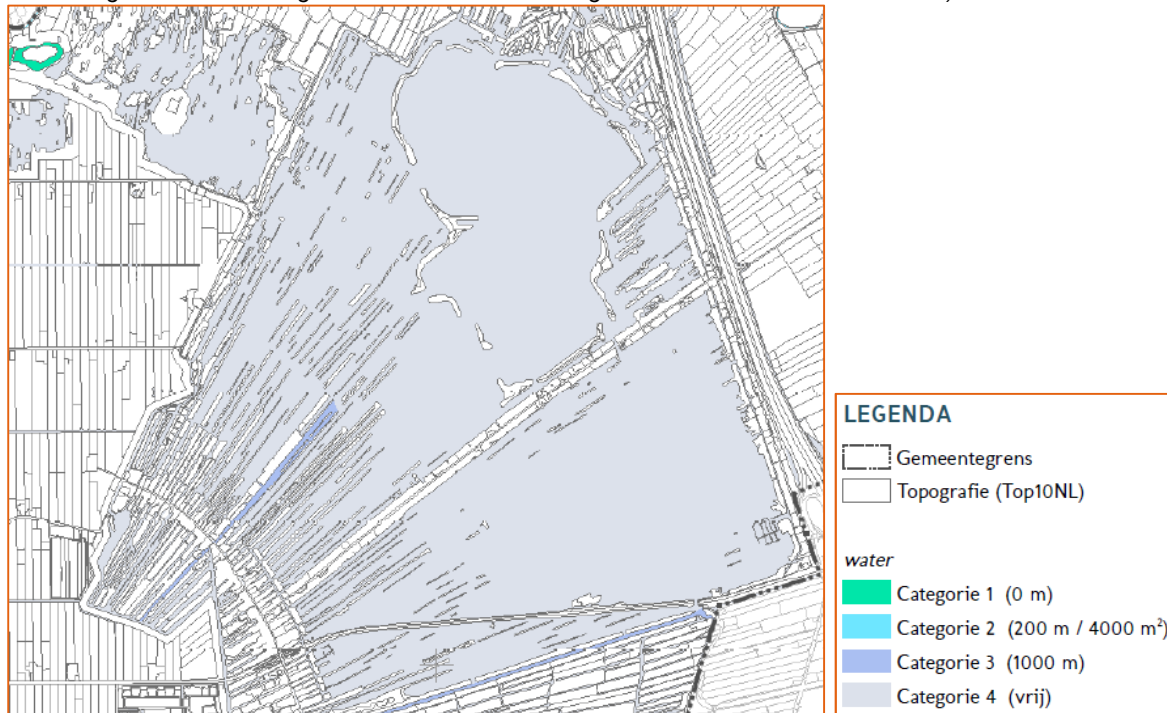 LEGENDA
Gemeentegrens
Topografie (Top10NL)
water
Categorie 1 (0 m)
Categorie 2 (200 m / 4000 m²)
Categorie 3 (1000 m)
Categorie 4 (vrij)